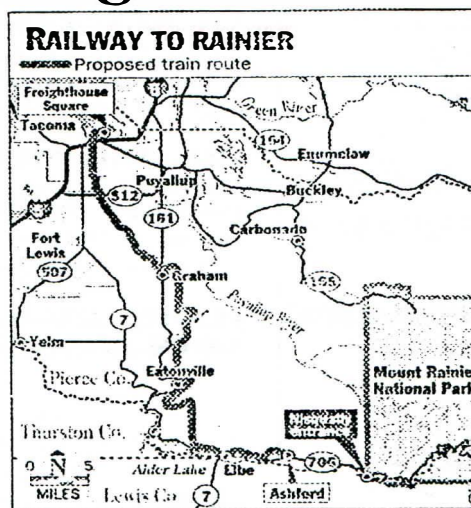 RAILWAY TO RAINIER
Proposed train route
Freighthouse
Square
Tacoma
Green River
164
Enumclaw
Puyallup
Buckley
512
161
Carbonado
Fort
Lewis
507
Graham
165
Puyallup River
7
Yelm
Eatonville
Mount Rainier
National Park
Pierce Co.
Thurston Co.
0 N 5
MILES
Alder Lake
Elbe
706
Lewis Co
7
Ashford